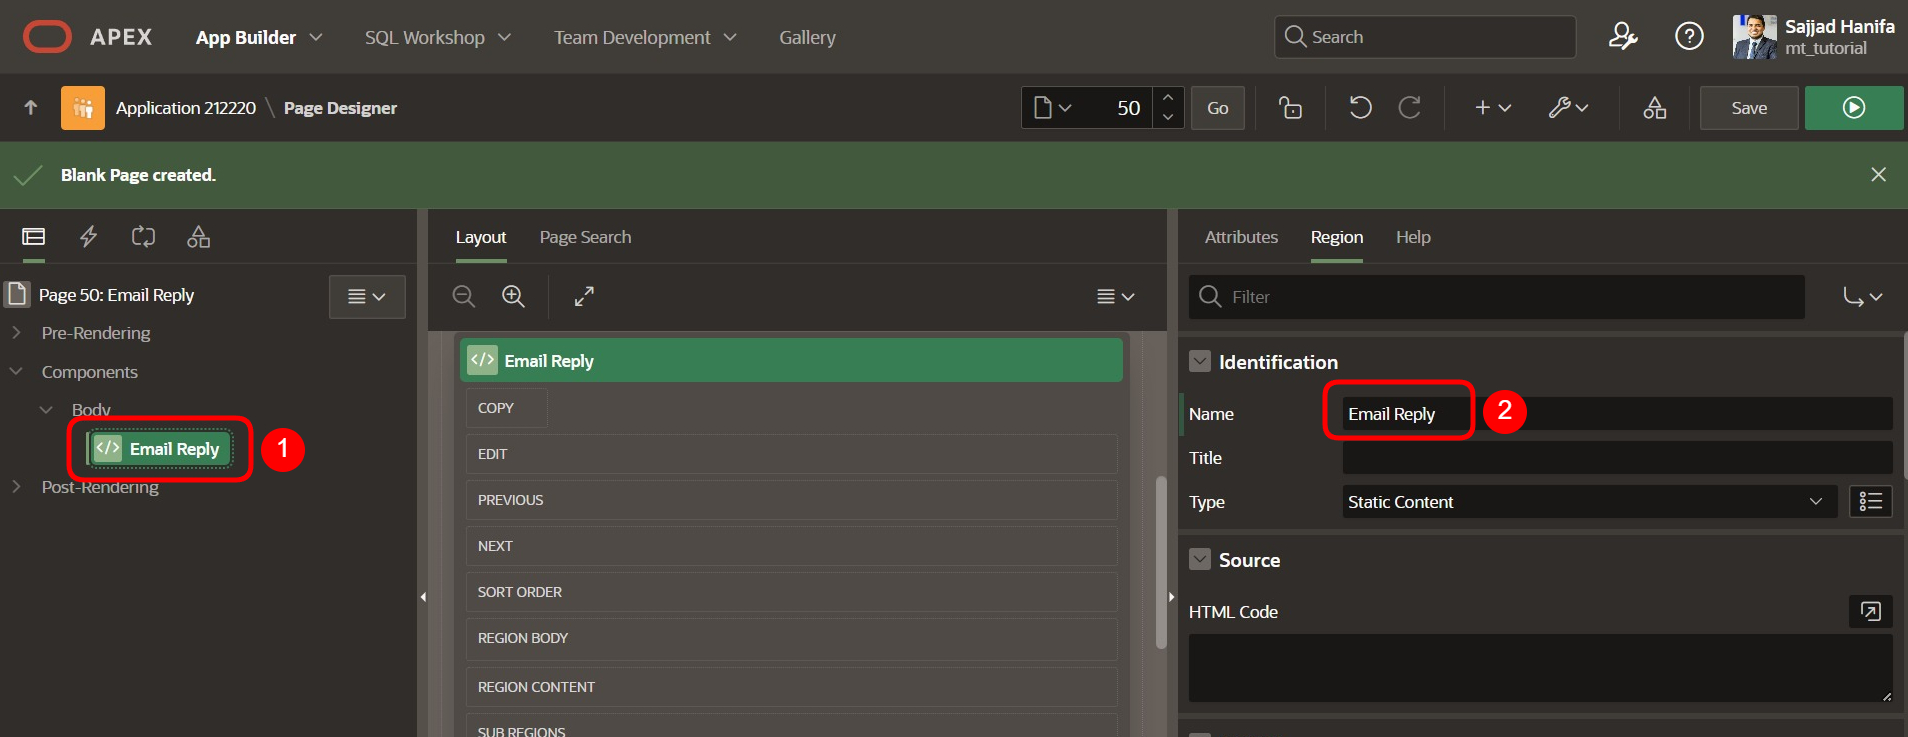 APEX
App Builder
SQL Workshop
Team Development
Gallery
Search
Sajjad Hanifa
mt_tutorial
Application 212220 \ Page Designer
50
Go
Save
Blank Page created.
Page 50: Email Reply
Pre-Rendering
Components
Body
Email Reply
1
Post-Rendering
Layout
Page Search
Email Reply
COPY
EDIT
PREVIOUS
NEXT
SORT ORDER
REGION BODY
REGION CONTENT
SUB REGIONS
Attributes
Region
Help
Filter
Identification
Name
Email Reply
2
Title
Type
Static Content
Source
HTML Code